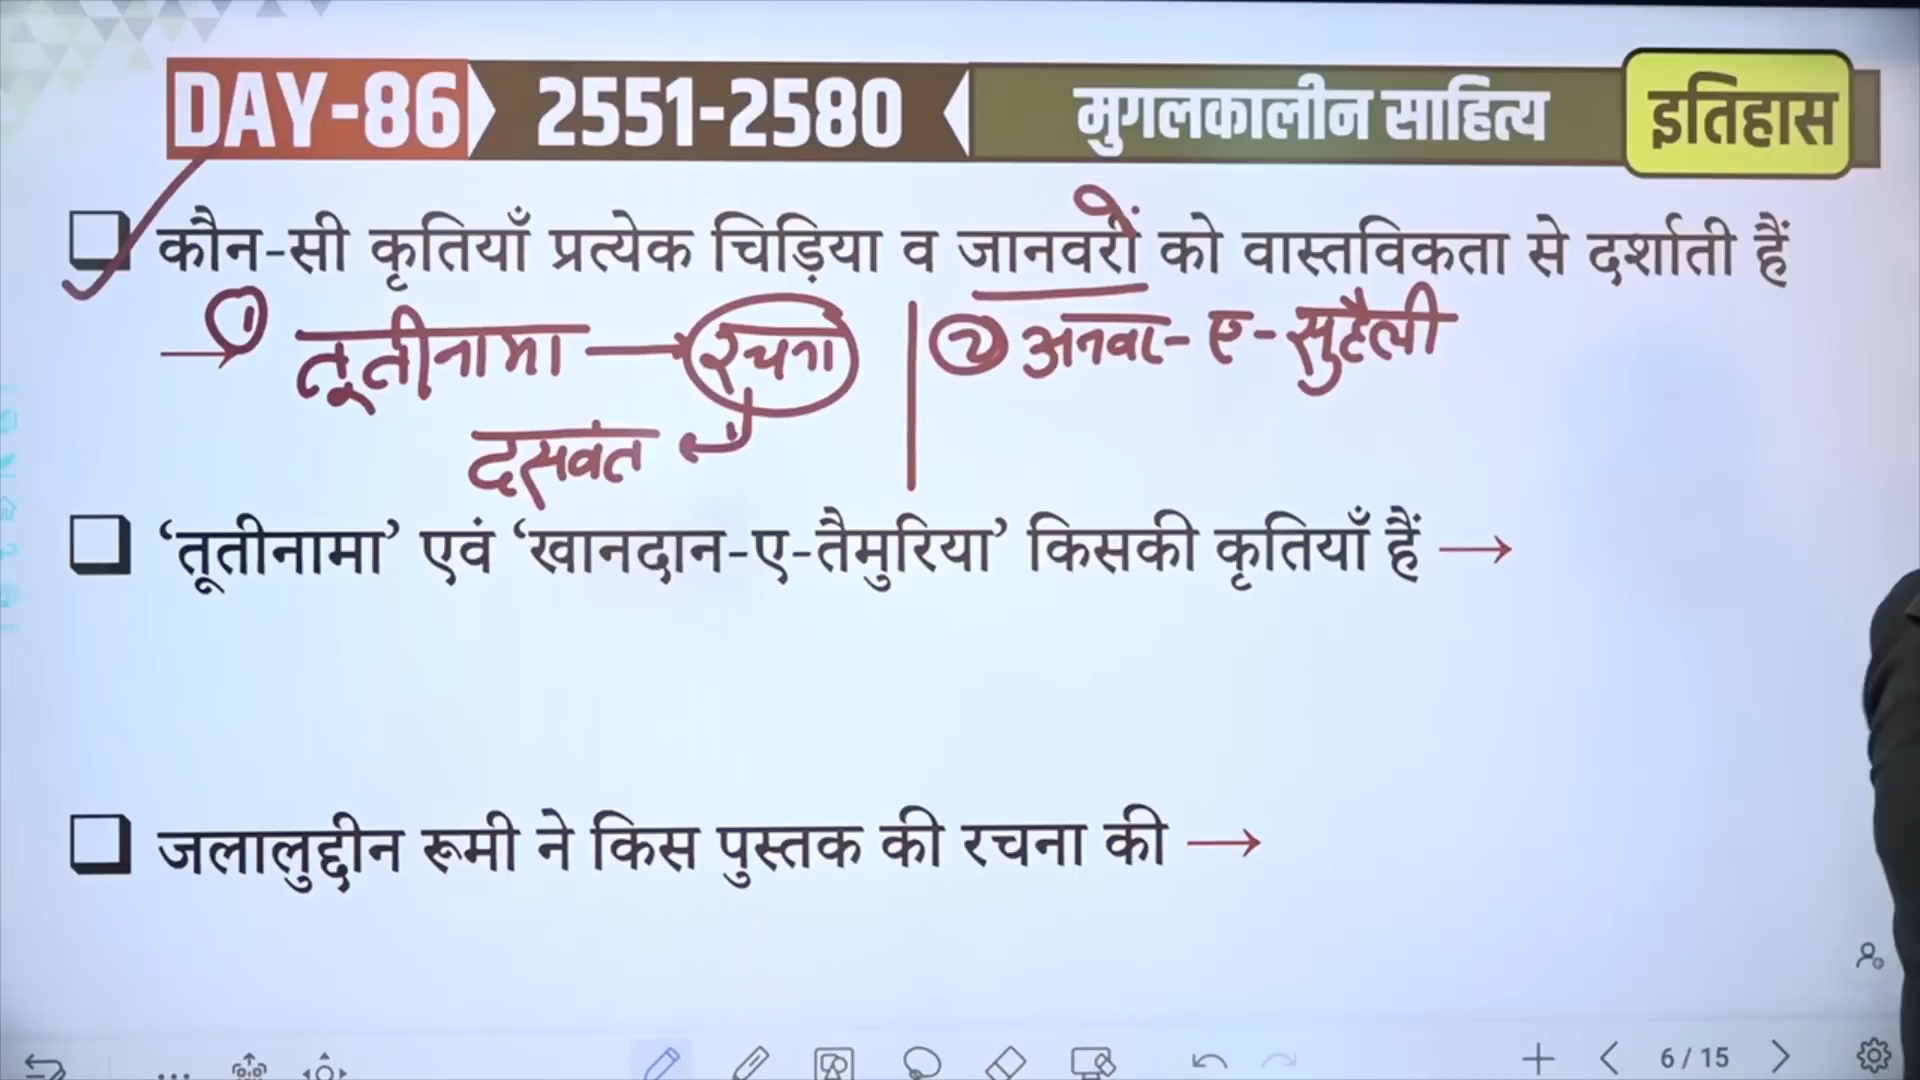 DAY-86 2551-2580 मुगलकालीन साहित्य इतिहास
कौन-सी कृतियाँ प्रत्येक चिड़िया व जानवरों को वास्तविकता से दर्शाती हैं
→ ① तूतीनामा → रचना ② अनवार-ए-सुहैली
दसवंत
‘तूतीनामा’ एवं ‘खानदान-ए-तैमुरिया’ किसकी कृतियाँ हैं →
जलालुद्दीन रूमी ने किस पुस्तक की रचना की →
6 / 15